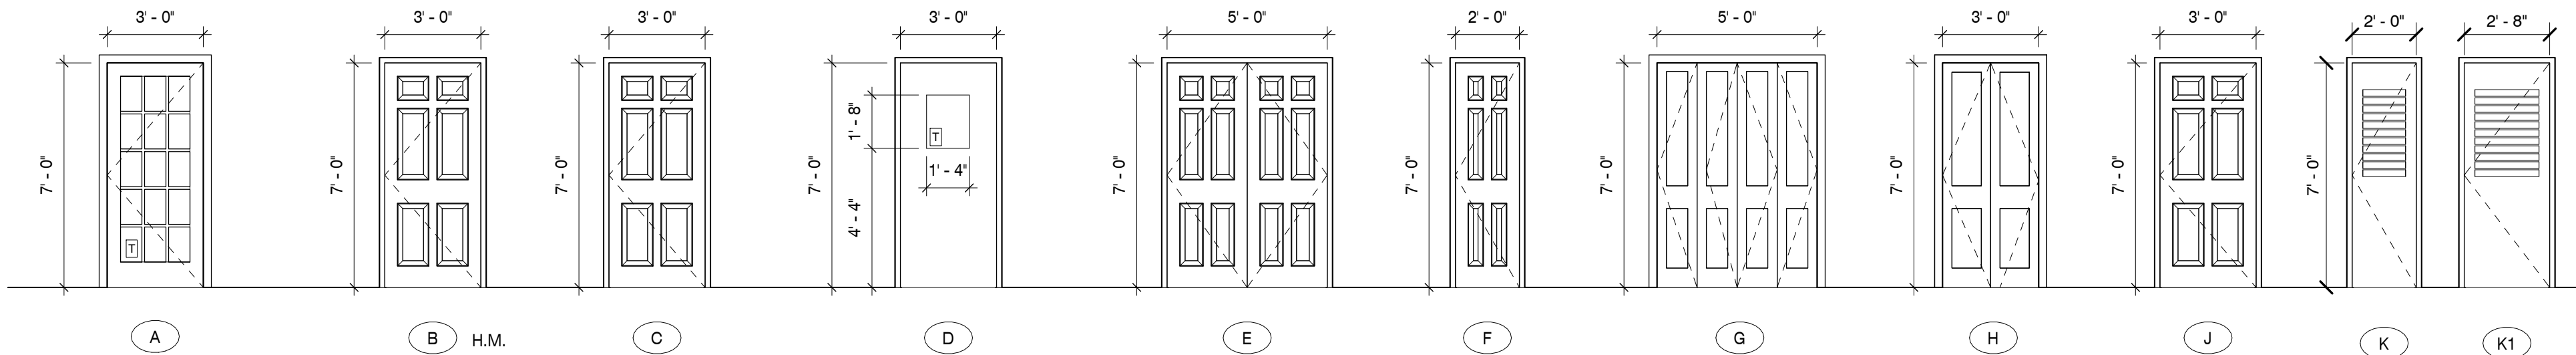 3' - 0"
3' - 0"
3' - 0"
3' - 0"
5' - 0"
2' - 0"
5' - 0"
3' - 0"
3' - 0"
2' - 0"
2' - 8"
7' - 0"
T
7' - 0"
7' - 0"
7' - 0"
1' - 8"
T
1' - 4"
4' - 4"
7' - 0"
7' - 0"
7' - 0"
7' - 0"
7' - 0"
7' - 0"
A
B
H.M.
C
D
E
F
G
H
J
K
K1